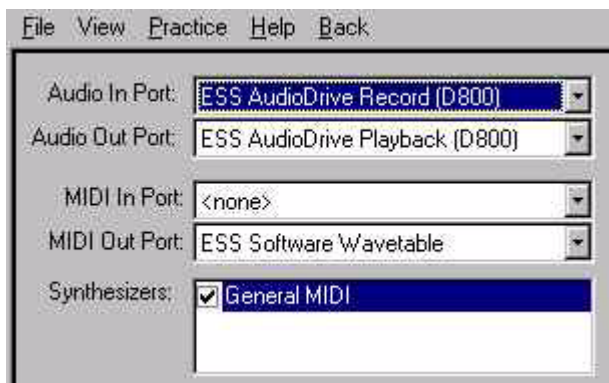 File View Practice Help Back
Audio In Port: ESS AudioDrive Record (D800)
Audio Out Port: ESS AudioDrive Playback (D800)
MIDI In Port: <none>
MIDI Out Port: ESS Software Wavetable
Synthesizers: General MIDI